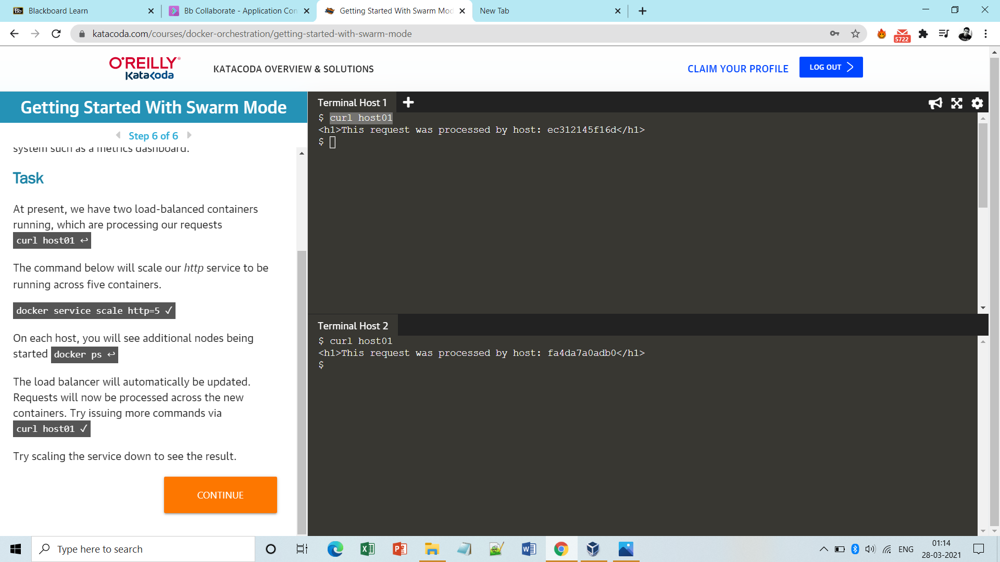 Blackboard Learn
Bb Collaborate - Application Con
Getting Started With Swarm Mod
New Tab
katacoda.com/courses/docker-orchestration/getting-started-with-swarm-mode
5722
O'REILLY®
Katacoda
KATACODA OVERVIEW & SOLUTIONS
CLAIM YOUR PROFILE
LOG OUT
Getting Started With Swarm Mode
Step 6 of 6
system such as a metrics dashboard.
Task
At present, we have two load-balanced containers
running, which are processing our requests
curl host01 ↩
The command below will scale our http service to be
running across five containers.
docker service scale http=5 ✓
On each host, you will see additional nodes being
started docker ps ↩
The load balancer will automatically be updated.
Requests will now be processed across the new
containers. Try issuing more commands via
curl host01 ✓
Try scaling the service down to see the result.
CONTINUE
Terminal Host 1
$ curl host01
<h1>This request was processed by host: ec312145f16d</h1>
$
Terminal Host 2
$ curl host01
<h1>This request was processed by host: fa4da7a0adb0</h1>
$
Type here to search
ENG
01:14
28-03-2021